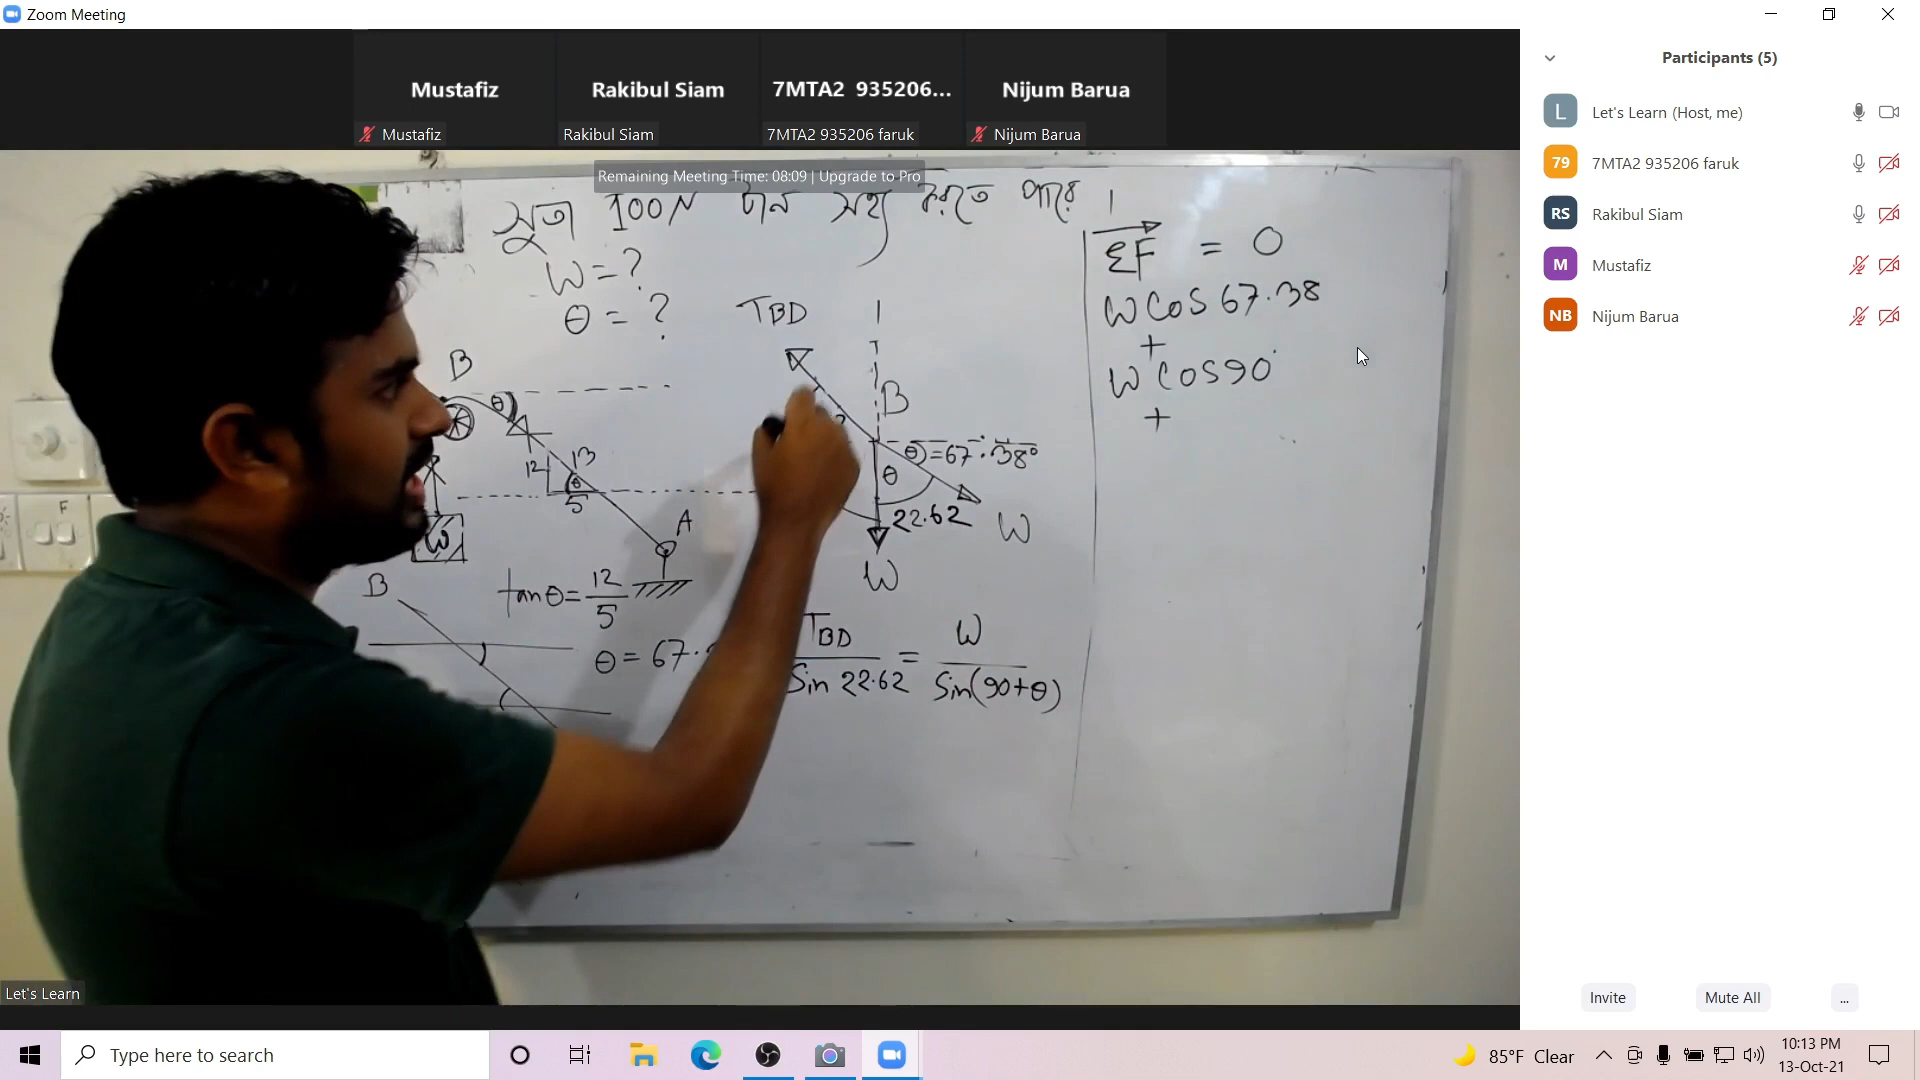 Zoom Meeting
Mustafiz
Rakibul Siam
7MTA2 935206...
Nijum Barua
Mustafiz
Rakibul Siam
7MTA2 935206 faruk
Nijum Barua
Remaining Meeting Time: 08:09 | Upgrade to Pro
সুতা 100N টান সহ্য করতে পারে।
W = ?
θ = ?
TBD
B
θ
13
12
θ
5
A
W
B
tanθ = 12/5
θ = 67.
B
θ = 67.38°
θ
22.62
W
W
TBD / Sin 22.62 = W / Sin(90+θ)
ΣF = 0
W Cos 67.38
+
W Cos 90
+
F
Let's Learn
Participants (5)
L Let's Learn (Host, me)
79 7MTA2 935206 faruk
RS Rakibul Siam
M Mustafiz
NB Nijum Barua
Invite
Mute All
...
Type here to search
85°F Clear
10:13 PM
13-Oct-21